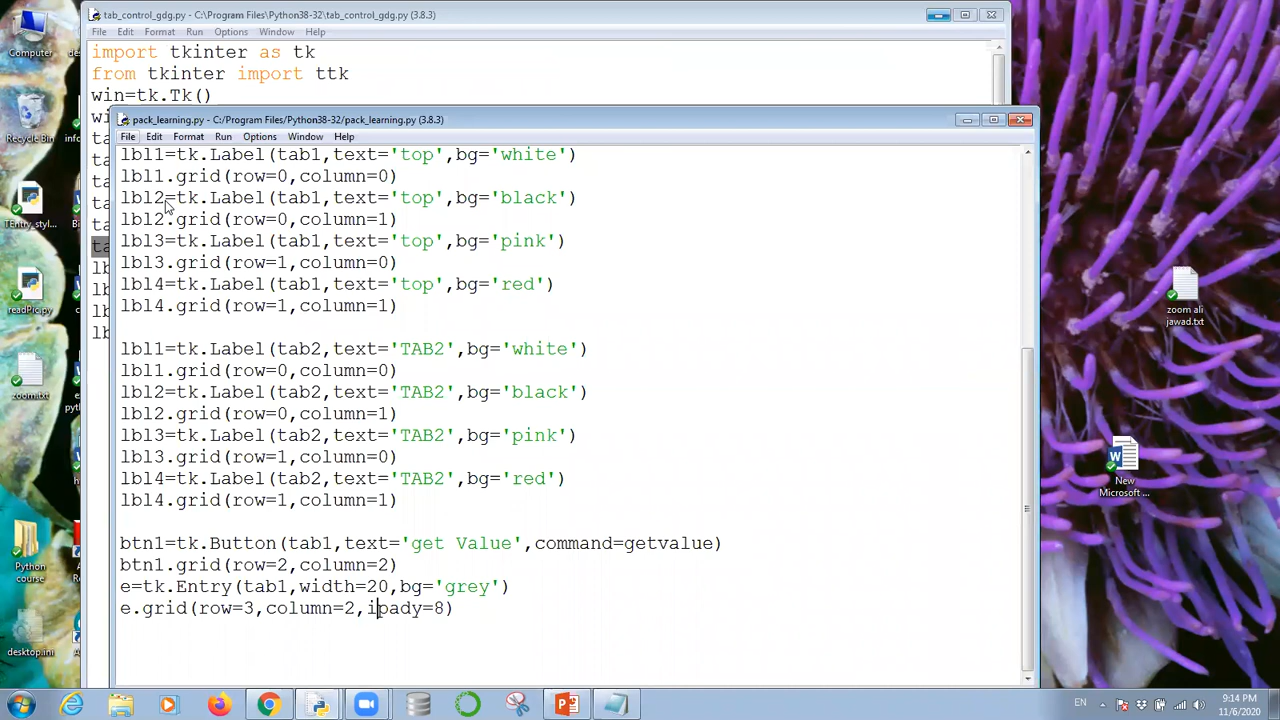 tab_control_gdg.py - C:\Program Files\Python38-32\tab_control_gdg.py (3.8.3)
File Edit Format Run Options Window Help
import tkinter as tk
from tkinter import ttk
win=tk.Tk()
pack_learning.py - C:/Program Files/Python38-32/pack_learning.py (3.8.3)
File Edit Format Run Options Window Help
lbl1=tk.Label(tab1,text='top',bg='white')
lbl1.grid(row=0,column=0)
lbl2=tk.Label(tab1,text='top',bg='black')
lbl2.grid(row=0,column=1)
lbl3=tk.Label(tab1,text='top',bg='pink')
lbl3.grid(row=1,column=0)
lbl4=tk.Label(tab1,text='top',bg='red')
lbl4.grid(row=1,column=1)
lbl1=tk.Label(tab2,text='TAB2',bg='white')
lbl1.grid(row=0,column=0)
lbl2=tk.Label(tab2,text='TAB2',bg='black')
lbl2.grid(row=0,column=1)
lbl3=tk.Label(tab2,text='TAB2',bg='pink')
lbl3.grid(row=1,column=0)
lbl4=tk.Label(tab2,text='TAB2',bg='red')
lbl4.grid(row=1,column=1)
btn1=tk.Button(tab1,text='get Value',command=getvalue)
btn1.grid(row=2,column=2)
e=tk.Entry(tab1,width=20,bg='grey')
e.grid(row=3,column=2,ipady=8)
Computer
Recycle Bin
TEntry_styl...
readPic.py
zoom.txt
Python
course
desktop.ini
zoom ali
jawad.txt
New
Microsoft ...
EN
9:14 PM
11/6/2020